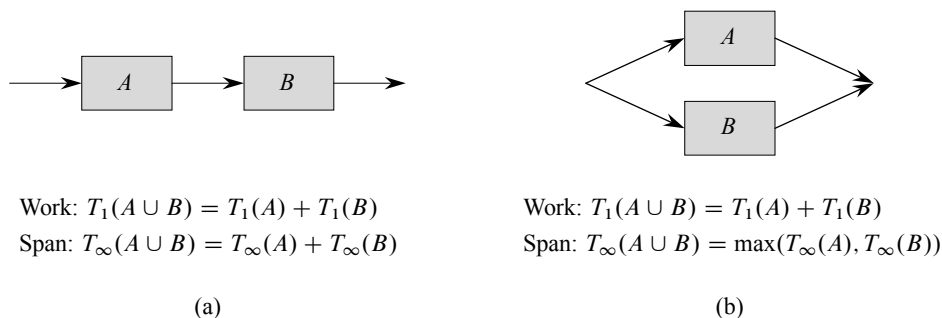 A
B
Work: T₁(A ∪ B) = T₁(A) + T₁(B)
Span: T∞(A ∪ B) = T∞(A) + T∞(B)
(a)
A
B
Work: T₁(A ∪ B) = T₁(A) + T₁(B)
Span: T∞(A ∪ B) = max(T∞(A), T∞(B))
(b)